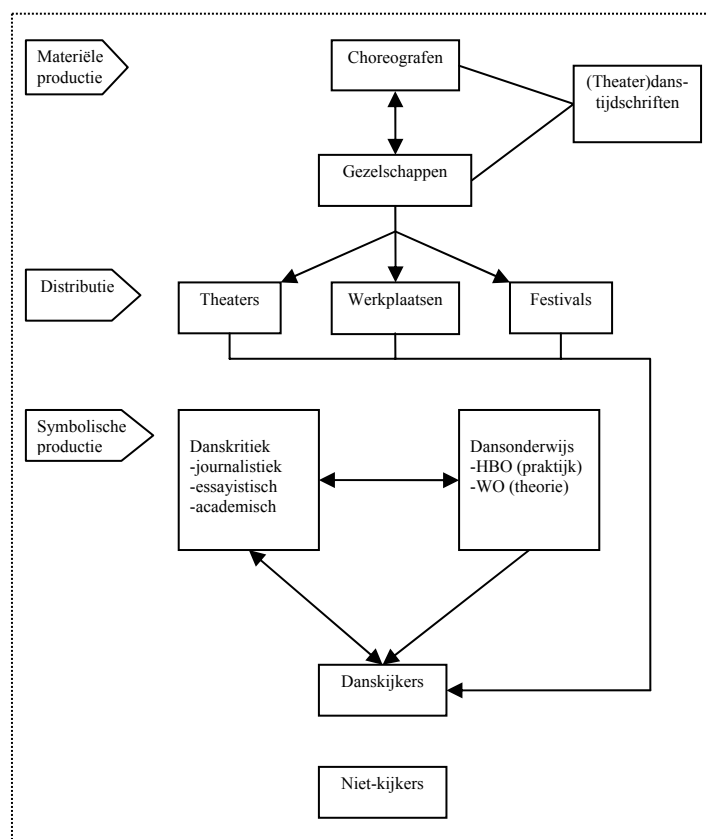 Materiële
productie
Choreografen
(Theater)dans-
tijdschriften
Gezelschappen
Distributie
Theaters
Werkplaatsen
Festivals
Symbolische
productie
Danskritiek
-journalistiek
-essayistisch
-academisch
Dansonderwijs
-HBO (praktijk)
-WO (theorie)
Danskijkers
Niet-kijkers